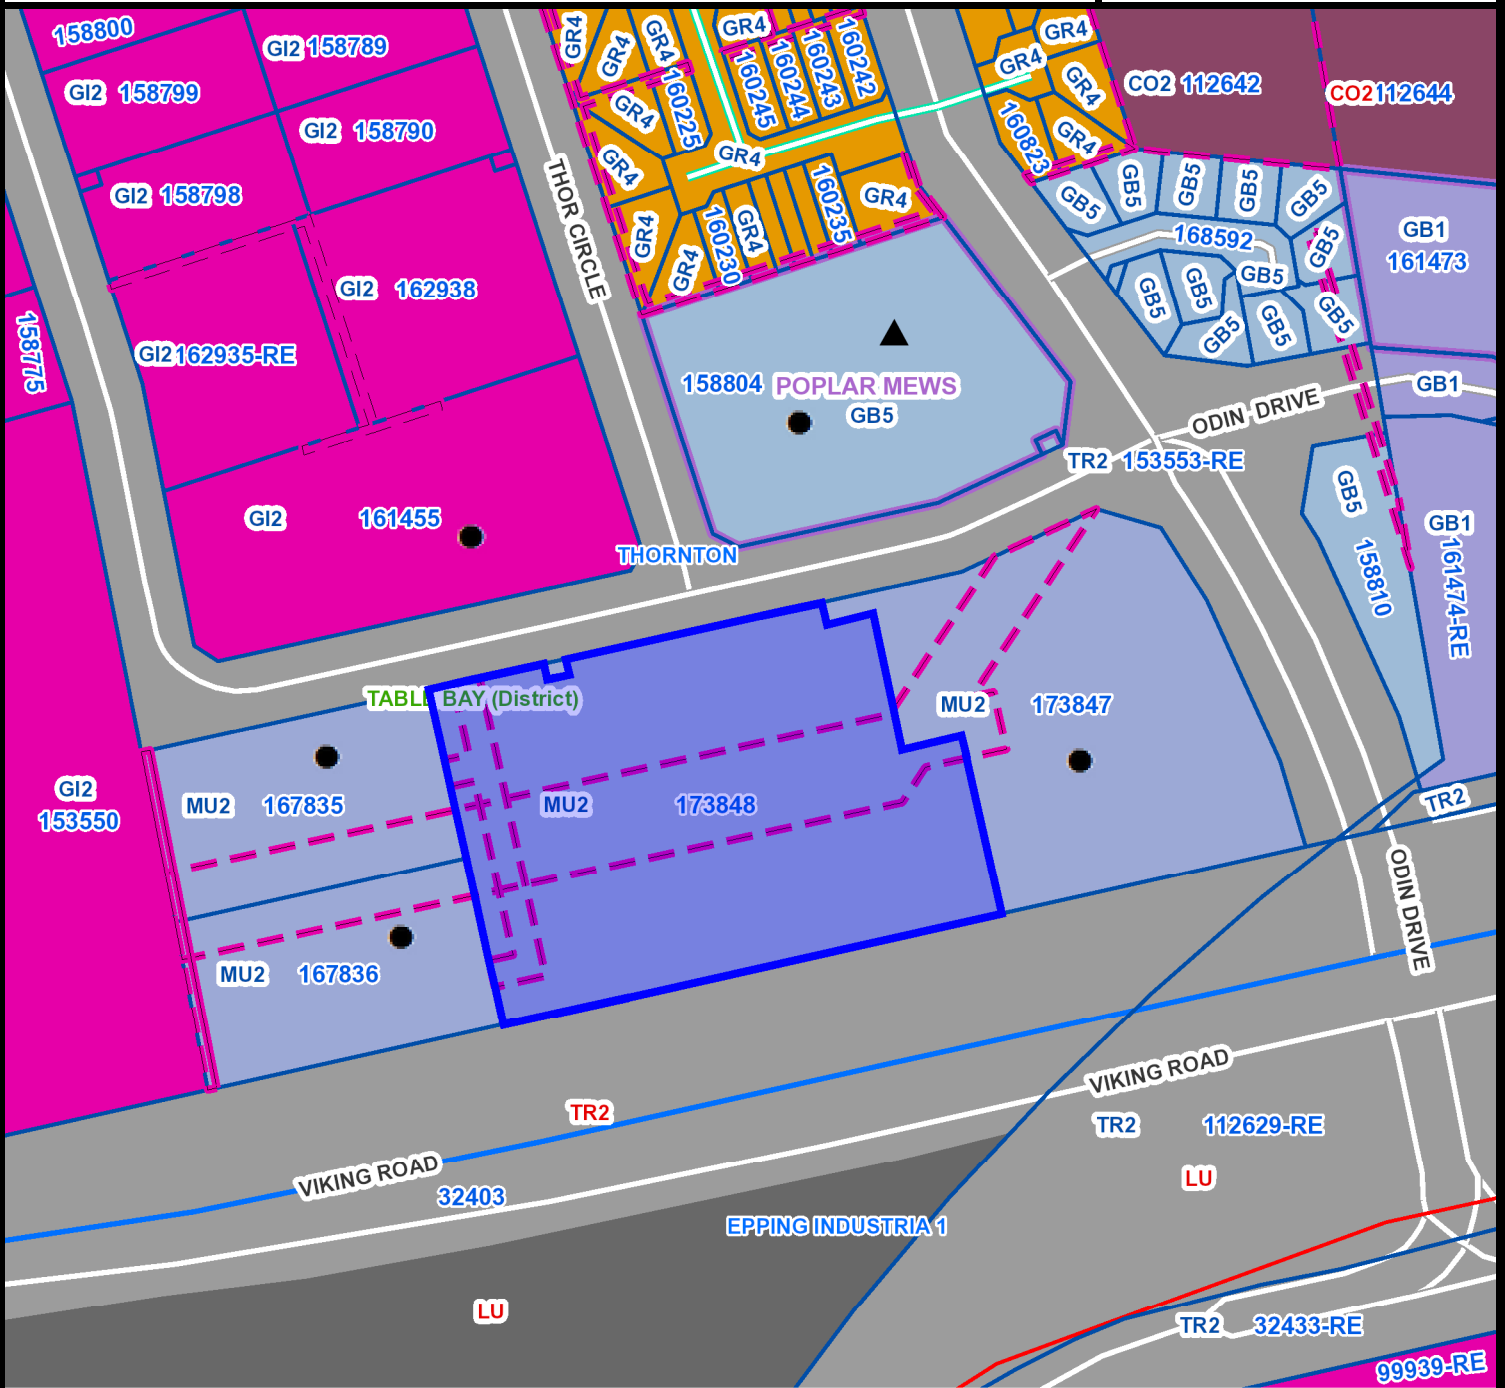 158800
GI2 158789
GI2 158799
GI2 158790
GI2 158798
GI2 162938
GI2 162935-RE
158775
GI2 161455
THOR CIRCLE
GR4
GR4
GR4
GR4
160225
GR4
GR4
GR4
160245
160244
160243
160242
GR4
160230
GR4
160235
GR4
GR4
GR4
GR4
GR4
160823
GR4
CO2 112642
CO2 112644
GB5
GB5
GB5
GB5
GB5
168592
GB5
GB5
GB5
GB5
GB5
GB5
GB5
GB1
161473
GB1
158804
POPLAR MEWS
GB5
ODIN DRIVE
TR2 153553-RE
GB5
158810
GB1
161474-RE
THORNTON
TABLE BAY (District)
MU2 173847
GI2
153550
MU2 167835
MU2 173848
TR2
ODIN DRIVE
MU2 167836
VIKING ROAD
TR2
TR2 112629-RE
VIKING ROAD
32403
LU
EPPING INDUSTRIA 1
LU
TR2 32433-RE
99939-RE